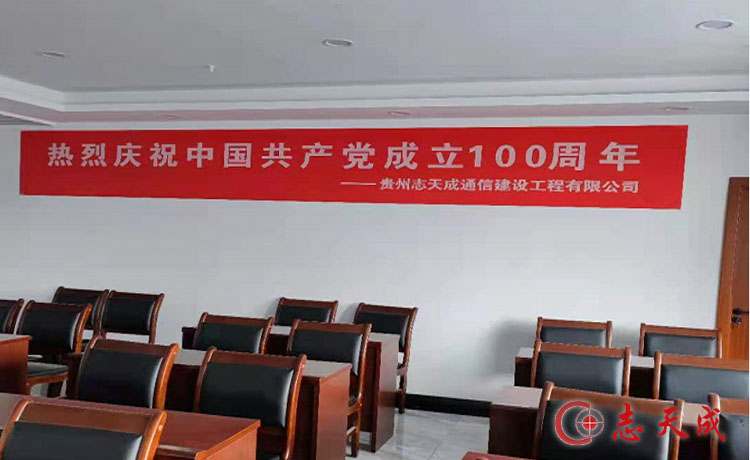 热烈庆祝中国共产党成立100周年
——贵州志天成通信建设工程有限公司
志天成